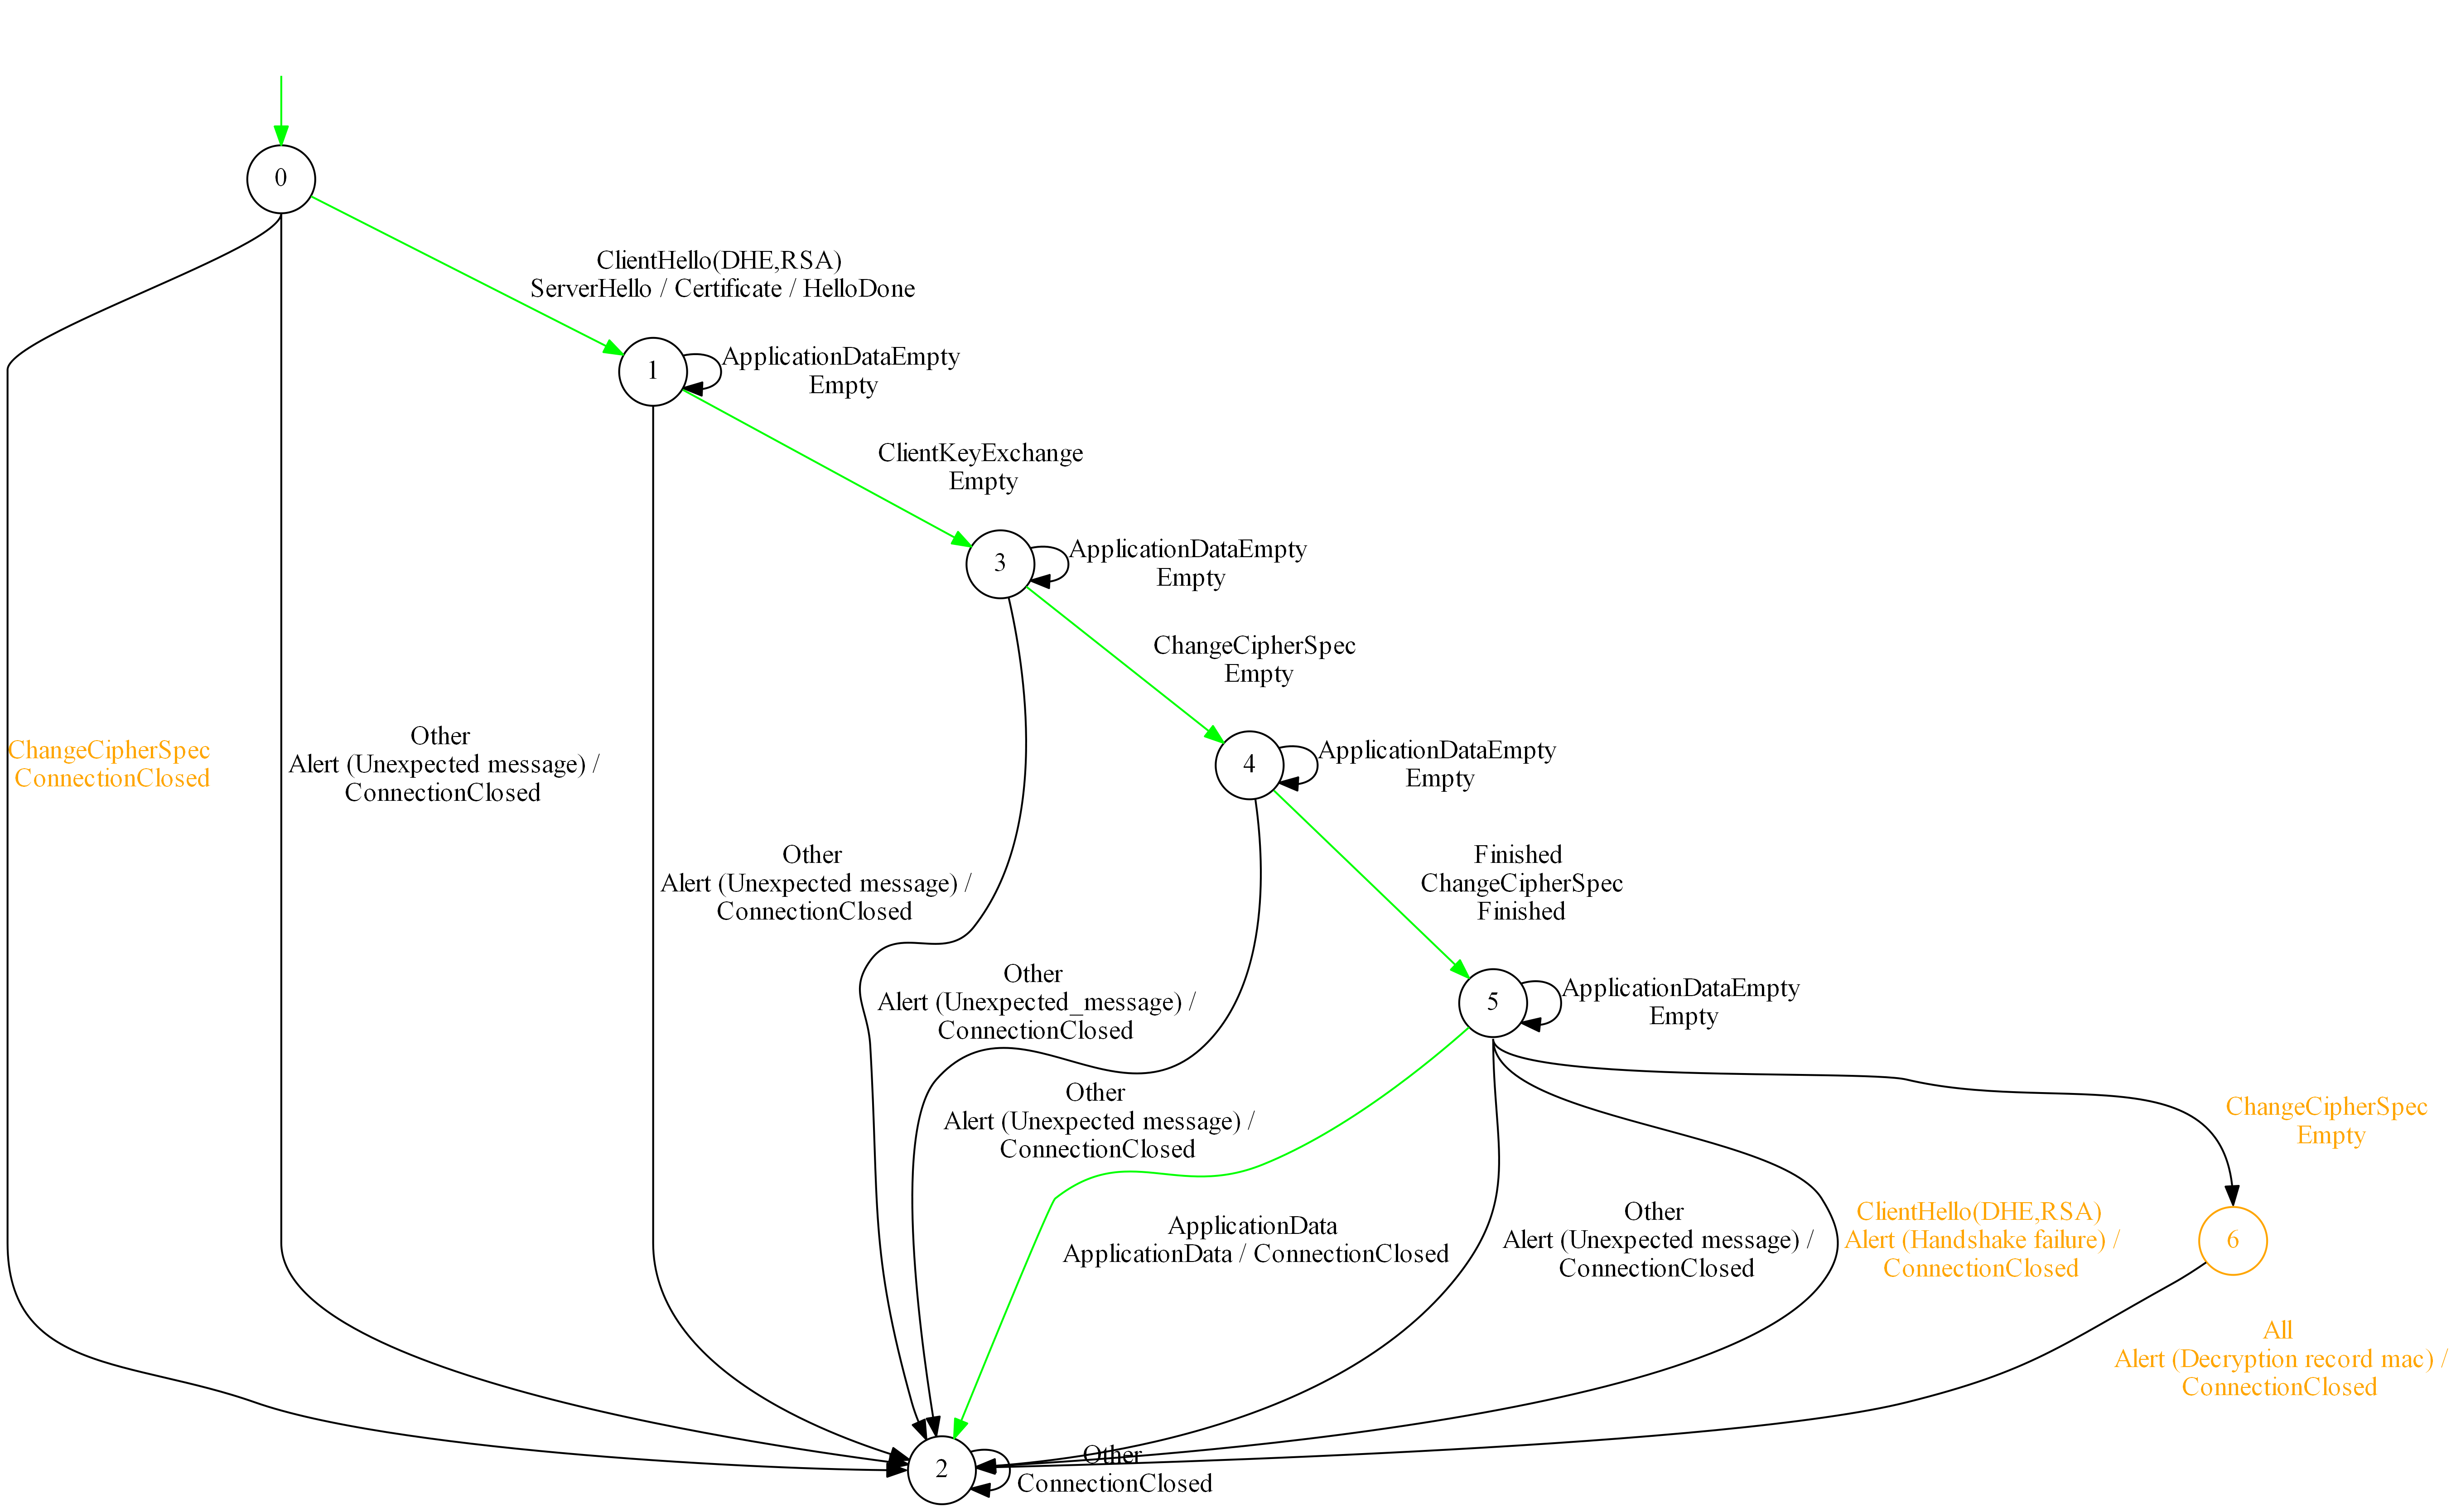 0
ClientHello(DHE,RSA)
ServerHello / Certificate / HelloDone
1
ApplicationDataEmpty
Empty
ClientKeyExchange
Empty
3
ApplicationDataEmpty
Empty
ChangeCipherSpec
Empty
ChangeCipherSpec
ConnectionClosed
Other
Alert (Unexpected message) /
ConnectionClosed
4
ApplicationDataEmpty
Empty
Other
Alert (Unexpected message) /
ConnectionClosed
Finished
ChangeCipherSpec
Finished
Other
Alert (Unexpected_message) /
ConnectionClosed
5
ApplicationDataEmpty
Empty
Other
Alert (Unexpected message) /
ConnectionClosed
ChangeCipherSpec
Empty
ApplicationData
ApplicationData / ConnectionClosed
Other
Alert (Unexpected message) /
ConnectionClosed
ClientHello(DHE,RSA)
Alert (Handshake failure) /
ConnectionClosed
6
All
Alert (Decryption record mac) /
ConnectionClosed
2
Other
ConnectionClosed